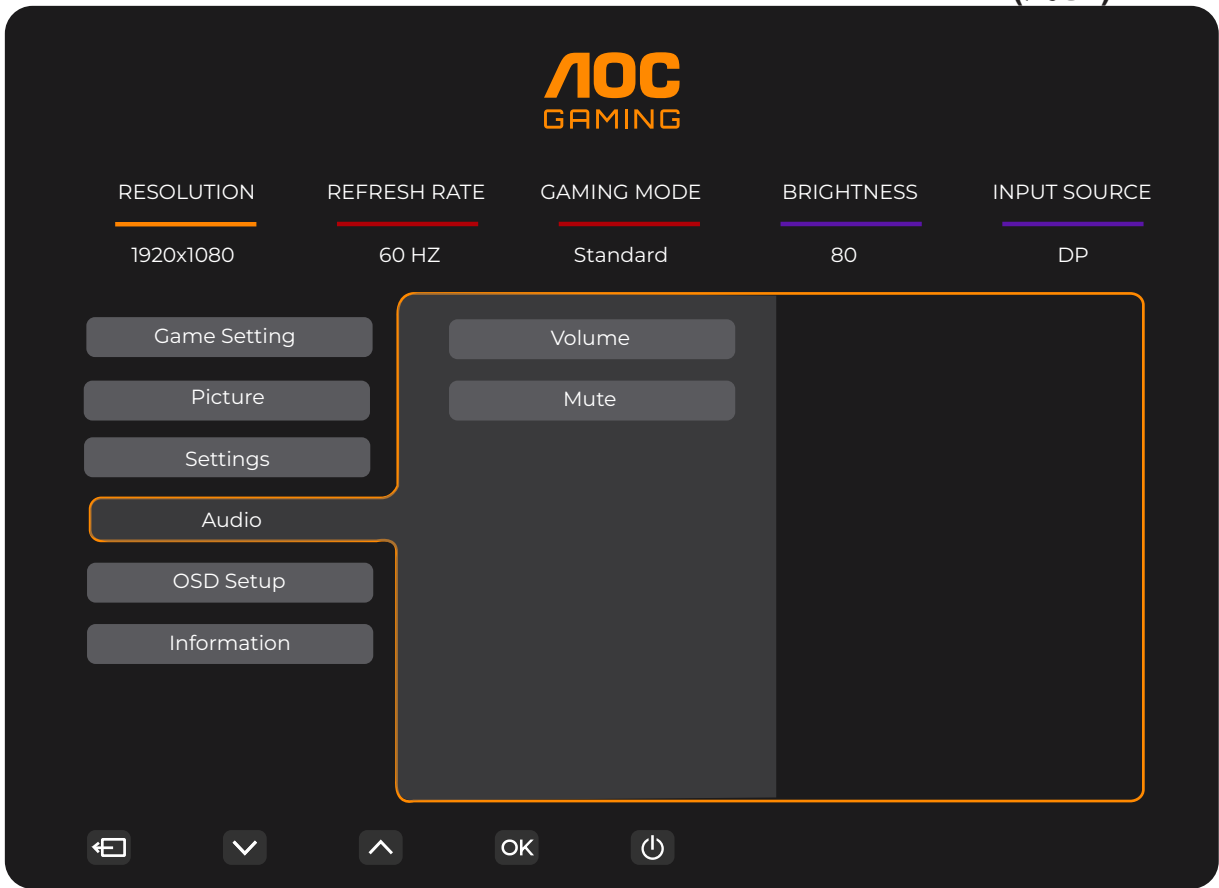 AOC
GAMING
RESOLUTION REFRESH RATE GAMING MODE BRIGHTNESS INPUT SOURCE
1920x1080 60 HZ Standard 80 DP
Game Setting Volume
Picture Mute
Settings
Audio
OSD Setup
Information
OK